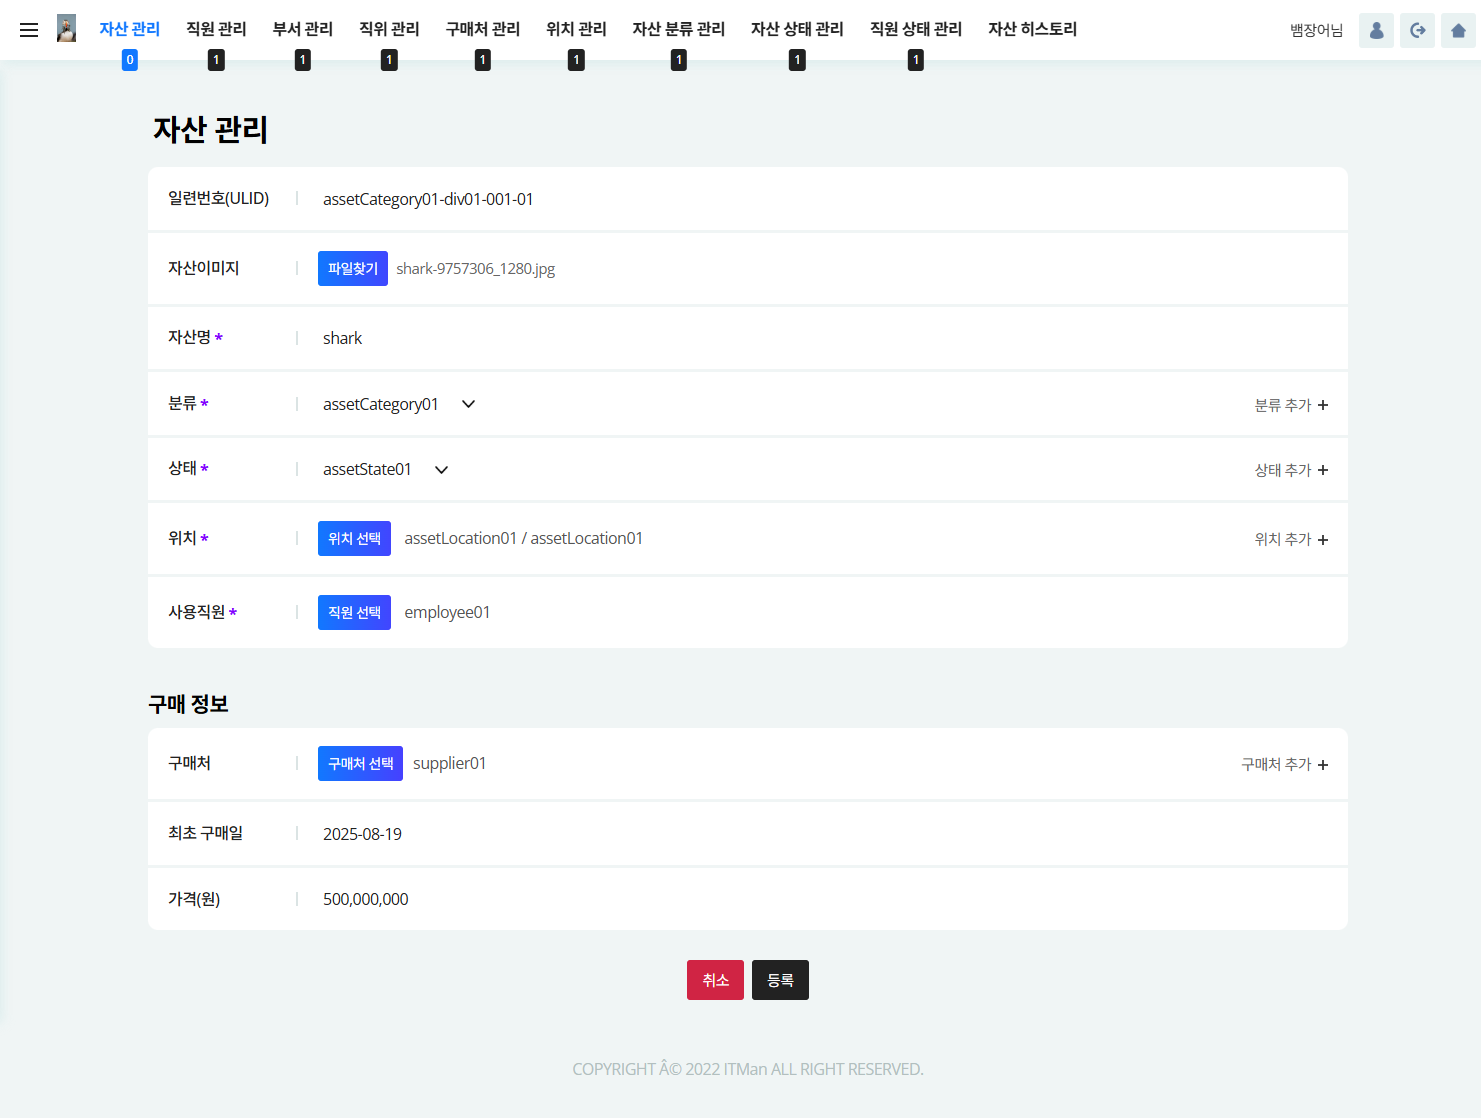 자산 관리 직원 관리 부서 관리 직위 관리 구매처 관리 위치 관리 자산 분류 관리 자산 상태 관리 직원 상태 관리 자산 히스토리 뱀장어님
0 1 1 1 1 1 1 1 1
자산 관리
일련번호(ULID) assetCategory01-div01-001-01
자산이미지 파일찾기 shark-9757306_1280.jpg
자산명 * shark
분류 * assetCategory01 분류 추가 +
상태 * assetState01 상태 추가 +
위치 * 위치 선택 assetLocation01 / assetLocation01 위치 추가 +
사용직원 * 직원 선택 employee01
구매 정보
구매처 구매처 선택 supplier01 구매처 추가 +
최초 구매일 2025-08-19
가격(원) 500,000,000
취소 등록
COPYRIGHT Â© 2022 ITMan ALL RIGHT RESERVED.